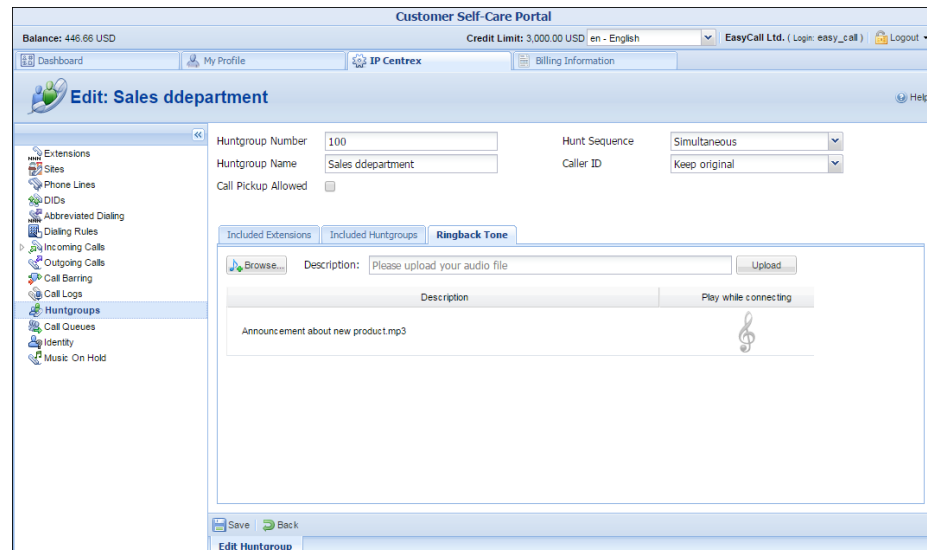 Customer Self-Care Portal
Balance: 446.66 USD Credit Limit: 3,000.00 USD en - English EasyCall Ltd. ( Login: easy_call ) Logout
Dashboard My Profile IP Centrex Billing Information
Edit: Sales ddepartment Help
Extensions
Sites
Phone Lines
DIDs
Abbreviated Dialing
Dialing Rules
Incoming Calls
Outgoing Calls
Call Barring
Call Logs
Huntgroups
Call Queues
Identity
Music On Hold
Huntgroup Number 100 Hunt Sequence Simultaneous
Huntgroup Name Sales ddepartment Caller ID Keep original
Call Pickup Allowed
Included Extensions Included Huntgroups Ringback Tone
Browse... Description: Please upload your audio file Upload
Description Play while connecting
Announcement about new product.mp3
Save Back
Edit Huntgroup